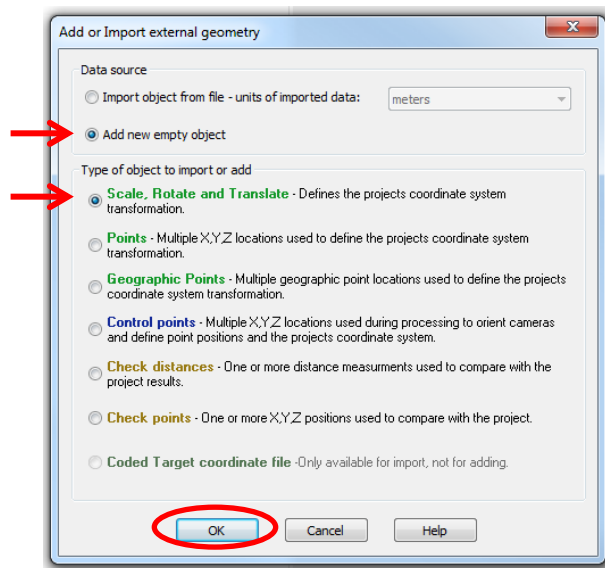 Add or Import external geometry
Data source
Import object from file - units of imported data:
meters
Add new empty object
Type of object to import or add
Scale, Rotate and Translate - Defines the projects coordinate system
transformation.
Points - Multiple X,Y,Z locations used to define the projects coordinate system
transformation.
Geographic Points - Multiple geographic point locations used to define the projects
coordinate system transformation.
Control points - Multiple X,Y,Z locations used during processing to orient cameras
and define point positions and the projects coordinate system.
Check distances - One or more distance measurments used to compare with the
project results.
Check points - One or more X,Y,Z positions used to compare with the project.
Coded Target coordinate file -Only available for import, not for adding.
OK
Cancel
Help